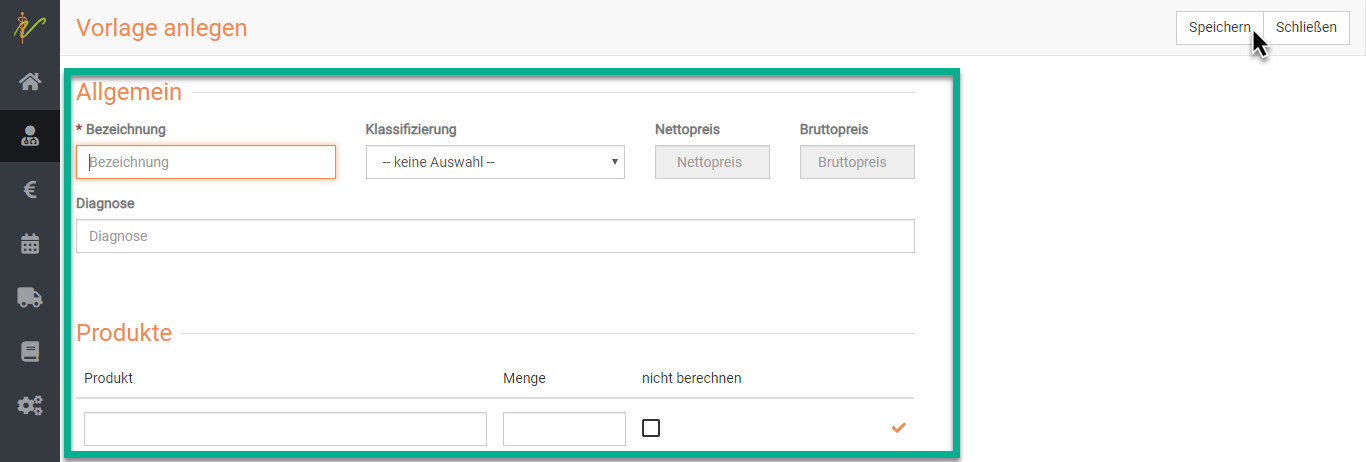 Vorlage anlegen
Speichern Schließen
Allgemein
* Bezeichnung Klassifizierung Nettopreis Bruttopreis
Bezeichnung -- keine Auswahl -- Nettopreis Bruttopreis
Diagnose
Diagnose
Produkte
Produkt Menge nicht berechnen